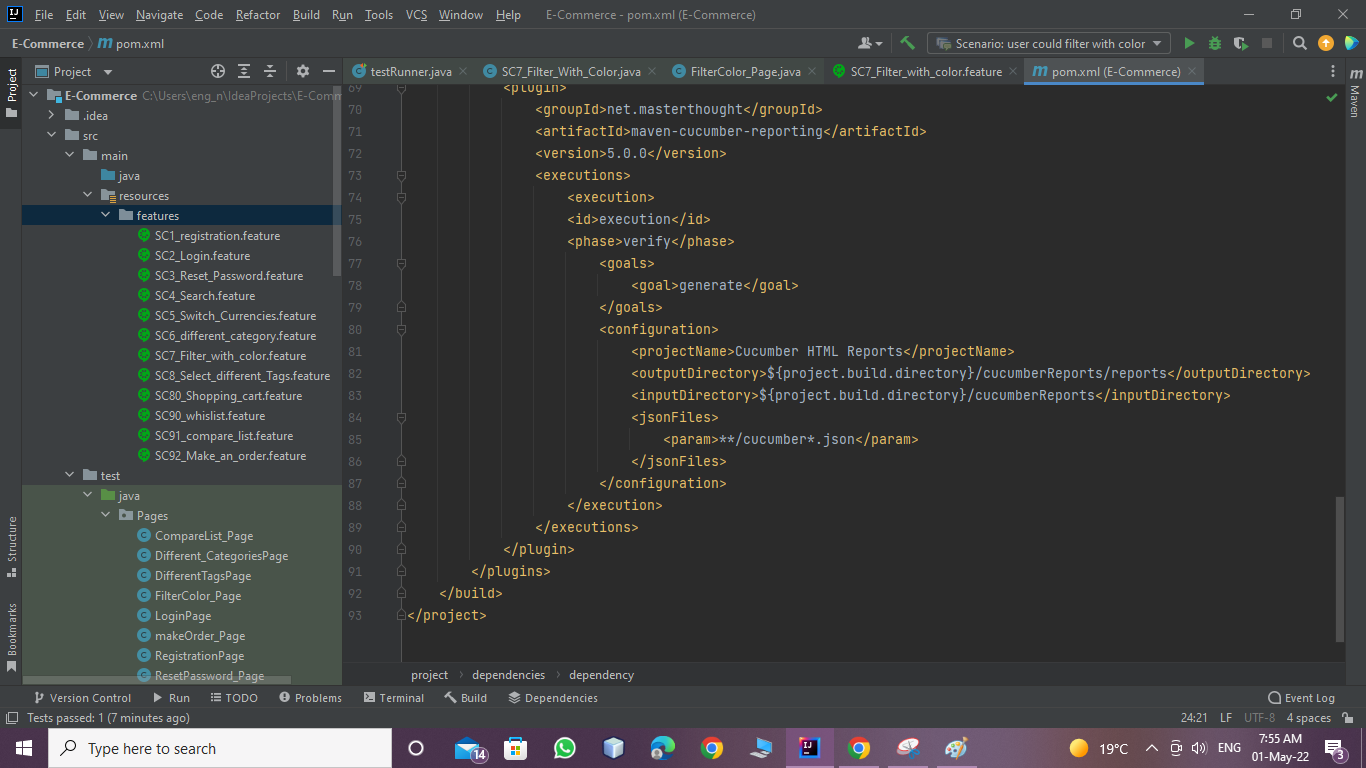 File Edit View Navigate Code Refactor Build Run Tools VCS Window Help E-Commerce - pom.xml (E-Commerce)
E-Commerce pom.xml
Scenario: user could filter with color
Project
testRunner.java SC7_Filter_With_Color.java FilterColor_Page.java SC7_Filter_with_color.feature pom.xml (E-Commerce)
Project
Structure
Bookmarks
Maven
E-Commerce C:\Users\eng_n\IdeaProjects\E-Comm
.idea
src
main
java
resources
features
SC1_registration.feature
SC2_Login.feature
SC3_Reset_Password.feature
SC4_Search.feature
SC5_Switch_Currencies.feature
SC6_different_category.feature
SC7_Filter_with_color.feature
SC8_Select_different_Tags.feature
SC80_Shopping_cart.feature
SC90_whislist.feature
SC91_compare_list.feature
SC92_Make_an_order.feature
test
java
Pages
CompareList_Page
Different_CategoriesPage
DifferentTagsPage
FilterColor_Page
LoginPage
makeOrder_Page
RegistrationPage
ResetPassword_Page
69 <plugin>
70 <groupId>net.masterthought</groupId>
71 <artifactId>maven-cucumber-reporting</artifactId>
72 <version>5.0.0</version>
73 <executions>
74 <execution>
75 <id>execution</id>
76 <phase>verify</phase>
77 <goals>
78 <goal>generate</goal>
79 </goals>
80 <configuration>
81 <projectName>Cucumber HTML Reports</projectName>
82 <outputDirectory>${project.build.directory}/cucumberReports/reports</outputDirectory>
83 <inputDirectory>${project.build.directory}/cucumberReports</inputDirectory>
84 <jsonFiles>
85 <param>**/cucumber*.json</param>
86 </jsonFiles>
87 </configuration>
88 </execution>
89 </executions>
90 </plugin>
91 </plugins>
92 </build>
93 </project>
project dependencies dependency
Version Control Run TODO Problems Terminal Build Dependencies Event Log
Tests passed: 1 (7 minutes ago) 24:21 LF UTF-8 4 spaces
Type here to search
14
19°C ENG
7:55 AM
01-May-22
3